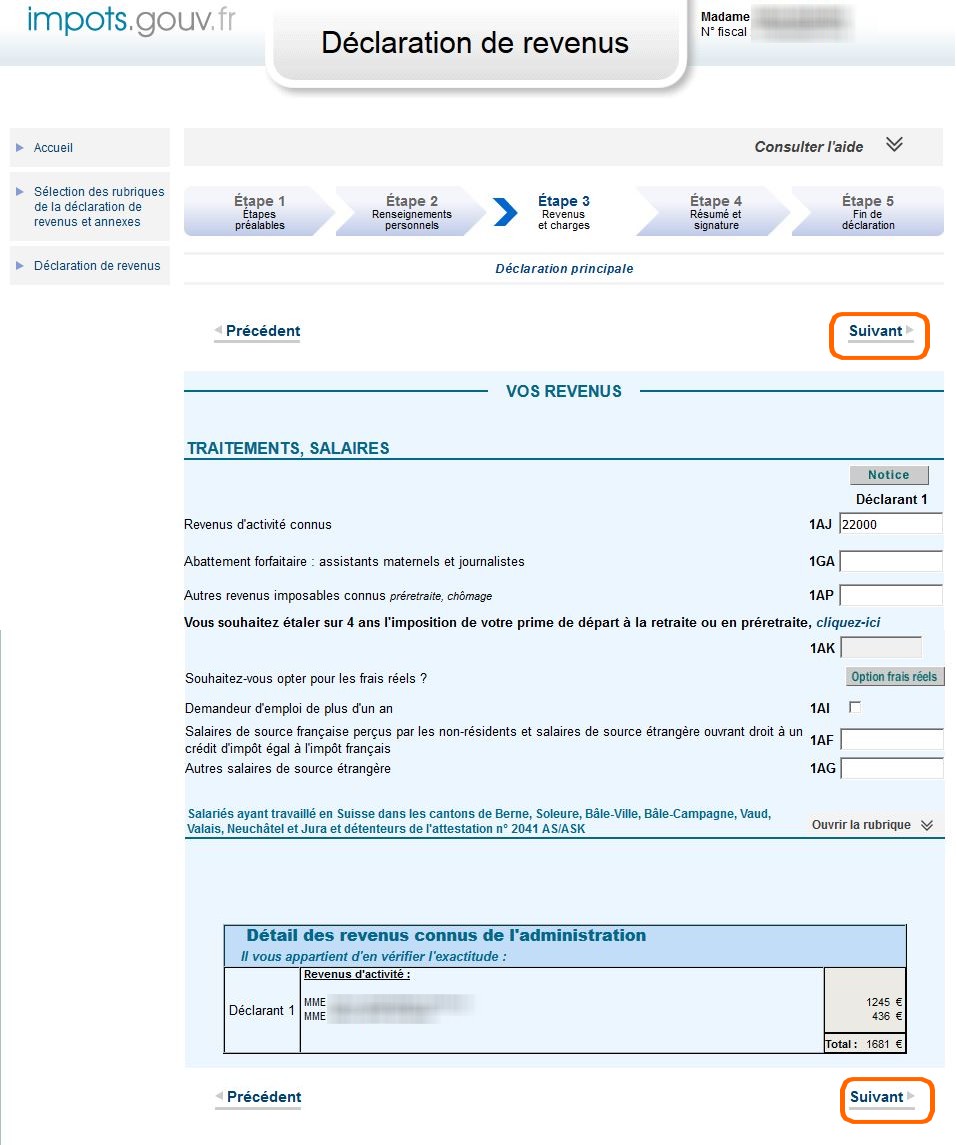 impots.gouv.fr
Déclaration de revenus
Madame
N° fiscal
Accueil
Sélection des rubriques
de la déclaration de
revenus et annexes
Déclaration de revenus
Consulter l'aide
Étape 1
Étapes
préalables
Étape 2
Renseignements
personnels
Étape 3
Revenus
et charges
Étape 4
Résumé et
signature
Étape 5
Fin de
déclaration
Déclaration principale
Précédent
Suivant
VOS REVENUS
TRAITEMENTS, SALAIRES
Notice
Déclarant 1
Revenus d'activité connus 1AJ 22000
Abattement forfaitaire : assistants maternels et journalistes 1GA
Autres revenus imposables connus préretraite, chômage 1AP
Vous souhaitez étaler sur 4 ans l'imposition de votre prime de départ à la retraite ou en préretraite, cliquez-ici
1AK
Souhaitez-vous opter pour les frais réels ? Option frais réels
Demandeur d'emploi de plus d'un an 1AI
Salaires de source française perçus par les non-résidents et salaires de source étrangère ouvrant droit à un
crédit d'impôt égal à l'impôt français 1AF
Autres salaires de source étrangère 1AG
Salariés ayant travaillé en Suisse dans les cantons de Berne, Soleure, Bâle-Ville, Bâle-Campagne, Vaud,
Valais, Neuchâtel et Jura et détenteurs de l'attestation n° 2041 AS/ASK
Ouvrir la rubrique
Détail des revenus connus de l'administration
Il vous appartient d'en vérifier l'exactitude :
Déclarant 1
Revenus d'activité :
MME 1245 €
MME 436 €
Total : 1681 €
Précédent
Suivant